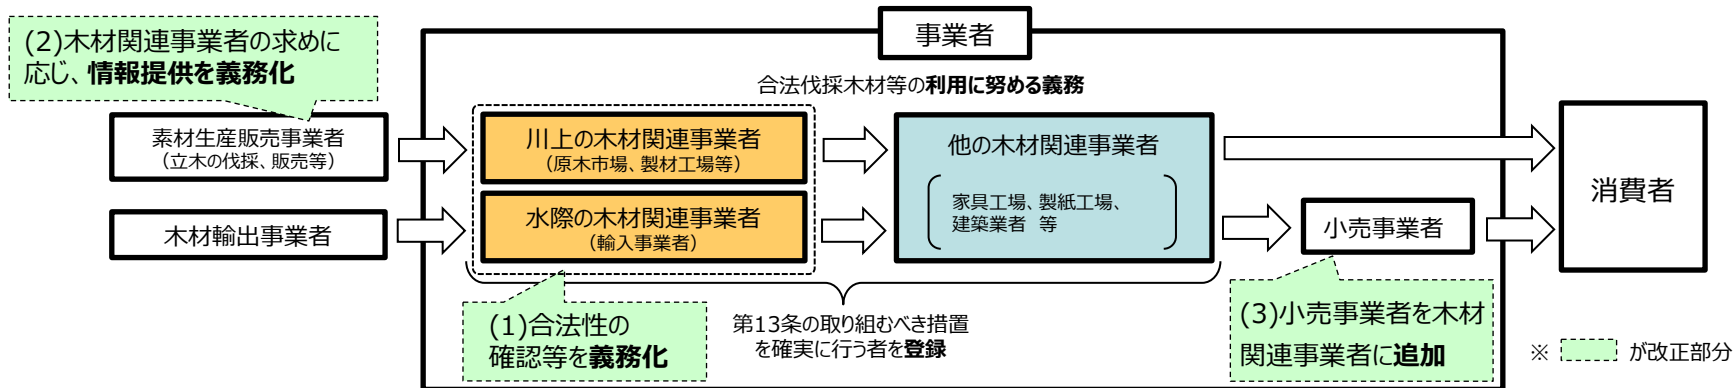 (2)木材関連事業者の求めに
応じ、情報提供を義務化
事業者
合法伐採木材等の利用に努める義務
素材生産販売事業者
（立木の伐採、販売等）
木材輸出事業者
川上の木材関連事業者
（原木市場、製材工場等）
水際の木材関連事業者
（輸入事業者）
他の木材関連事業者
家具工場、製紙工場、
建築業者 等
小売事業者
消費者
(1)合法性の
確認等を義務化
第13条の取り組むべき措置
を確実に行う者を登録
(3)小売事業者を木材
関連事業者に追加
※ が改正部分